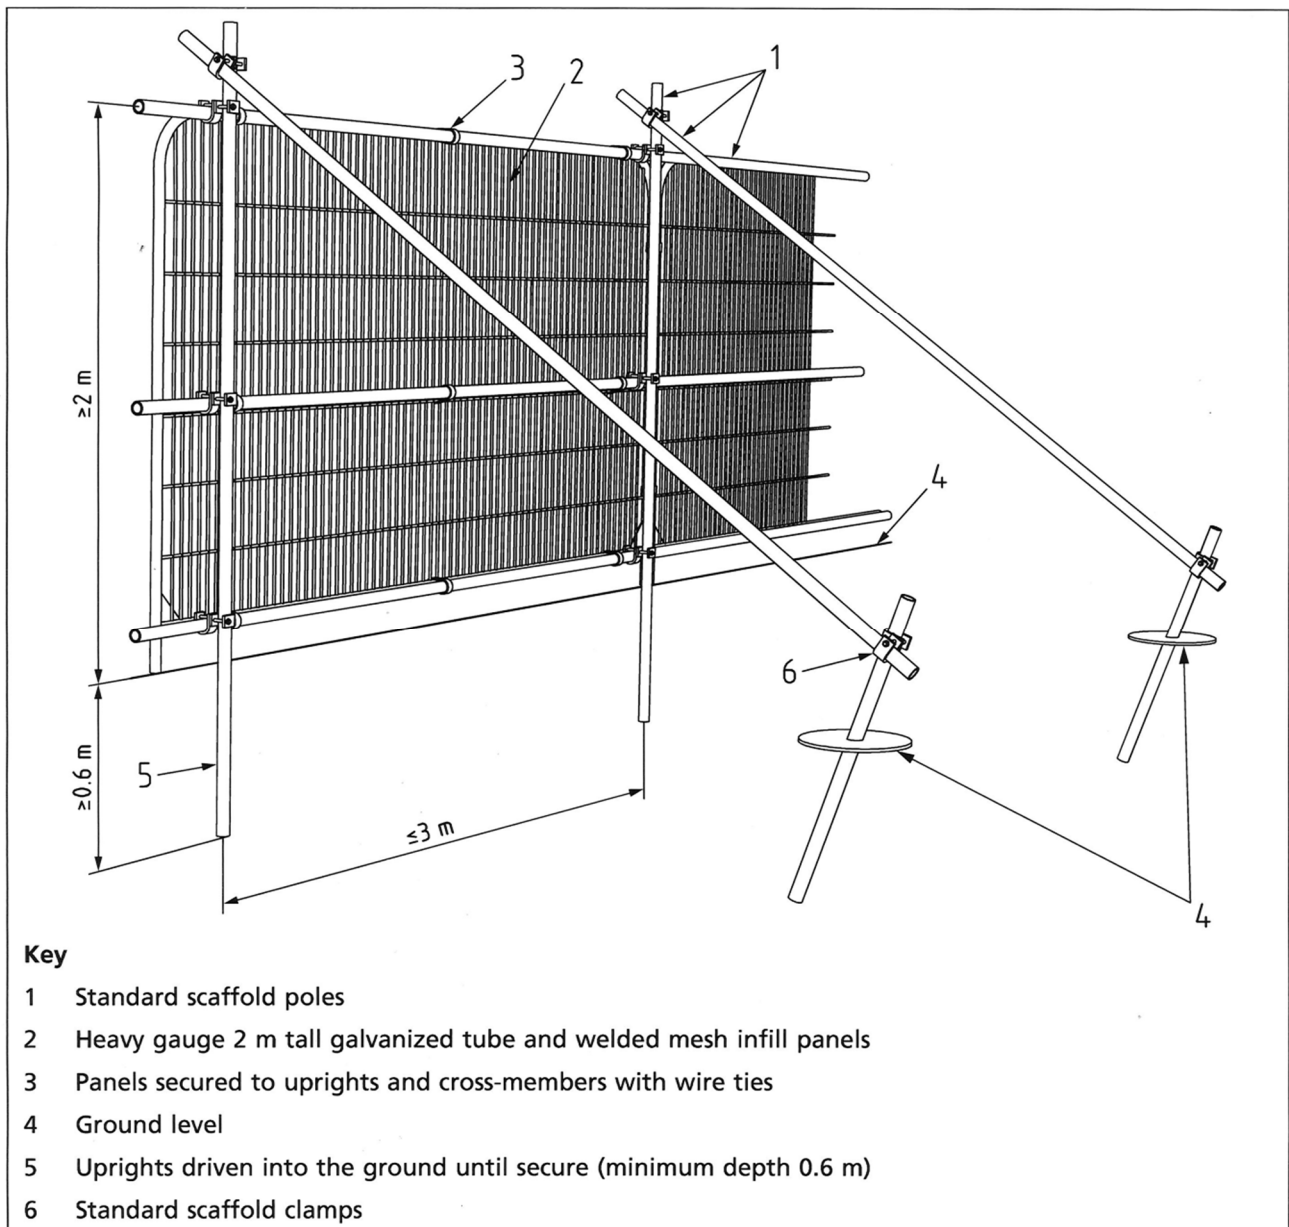 1
3
2
≥2 m
4
6
≥0.6 m
5
≤3 m
4
Key
1 Standard scaffold poles
2 Heavy gauge 2 m tall galvanized tube and welded mesh infill panels
3 Panels secured to uprights and cross-members with wire ties
4 Ground level
5 Uprights driven into the ground until secure (minimum depth 0.6 m)
6 Standard scaffold clamps